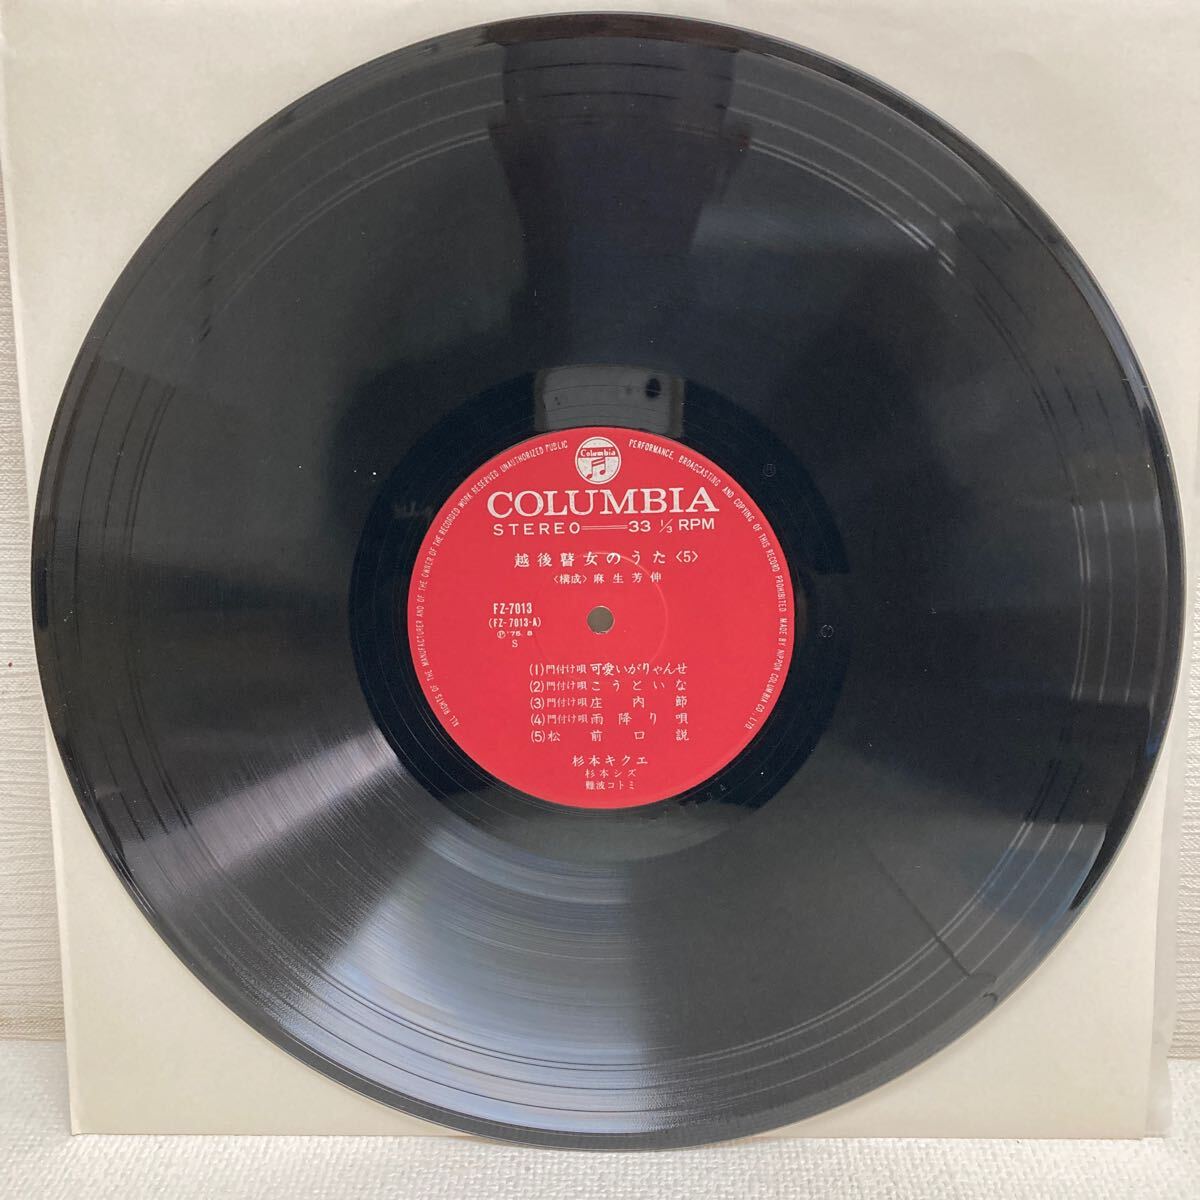 ALL RIGHTS OF THE MANUFACTURER AND OF THE OWNER OF THE RECORDED WORK RESERVED. UNAUTHORIZED PUBLIC PERFORMANCE, BROADCASTING AND COPYING OF THIS RECORD PROHIBITED. MADE BY NIPPON COLUMBIA CO., LTD
Columbia
COLUMBIA
STEREO 33 1/3 RPM
越後瞽女のうた〈5〉
〈構成〉麻生芳伸
FZ-7013
(FZ-7013-A)
Ⓟ'75.8
S
(1)門付け唄 可愛いがりゃんせ
(2)門付け唄 こうといな
(3)門付け唄 庄内節
(4)門付け唄 雨降り唄
(5)松前口説
杉本キクエ
杉本シズ
難波コトミ